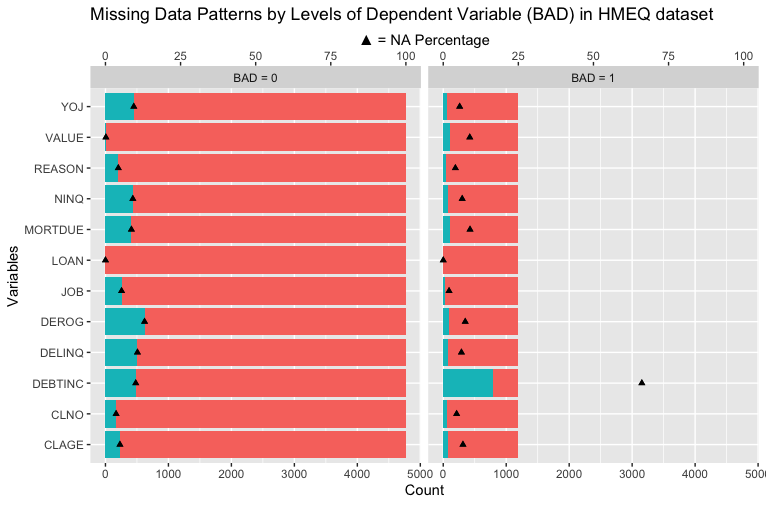 Missing Data Patterns by Levels of Dependent Variable (BAD) in HMEQ dataset
▲ = NA Percentage
0 25 50 75 100 0 25 50 75 100
BAD = 0 BAD = 1
YOJ
VALUE
REASON
NINQ
MORTDUE
LOAN
JOB
DEROG
DELINQ
DEBTINC
CLNO
CLAGE
Variables
0 1000 2000 3000 4000 5000 0 1000 2000 3000 4000 500
Count